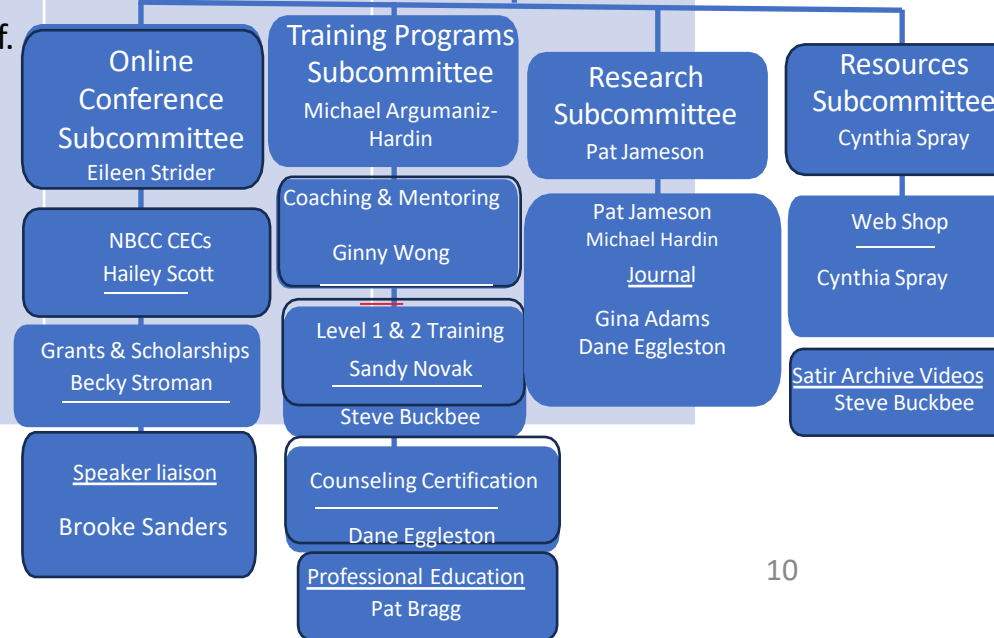 f.
Online
Conference
Subcommittee
Eileen Strider
NBCC CECs
Hailey Scott
Grants & Scholarships
Becky Stroman
Speaker liaison
Brooke Sanders
Training Programs
Subcommittee
Michael Argumaniz-
Hardin
Coaching & Mentoring
Ginny Wong
Level 1 & 2 Training
Sandy Novak
Steve Buckbee
Counseling Certification
Dane Eggleston
Professional Education
Pat Bragg
Research
Subcommittee
Pat Jameson
Pat Jameson
Michael Hardin
Journal
Gina Adams
Dane Eggleston
Resources
Subcommittee
Cynthia Spray
Web Shop
Cynthia Spray
Satir Archive Videos
Steve Buckbee
10